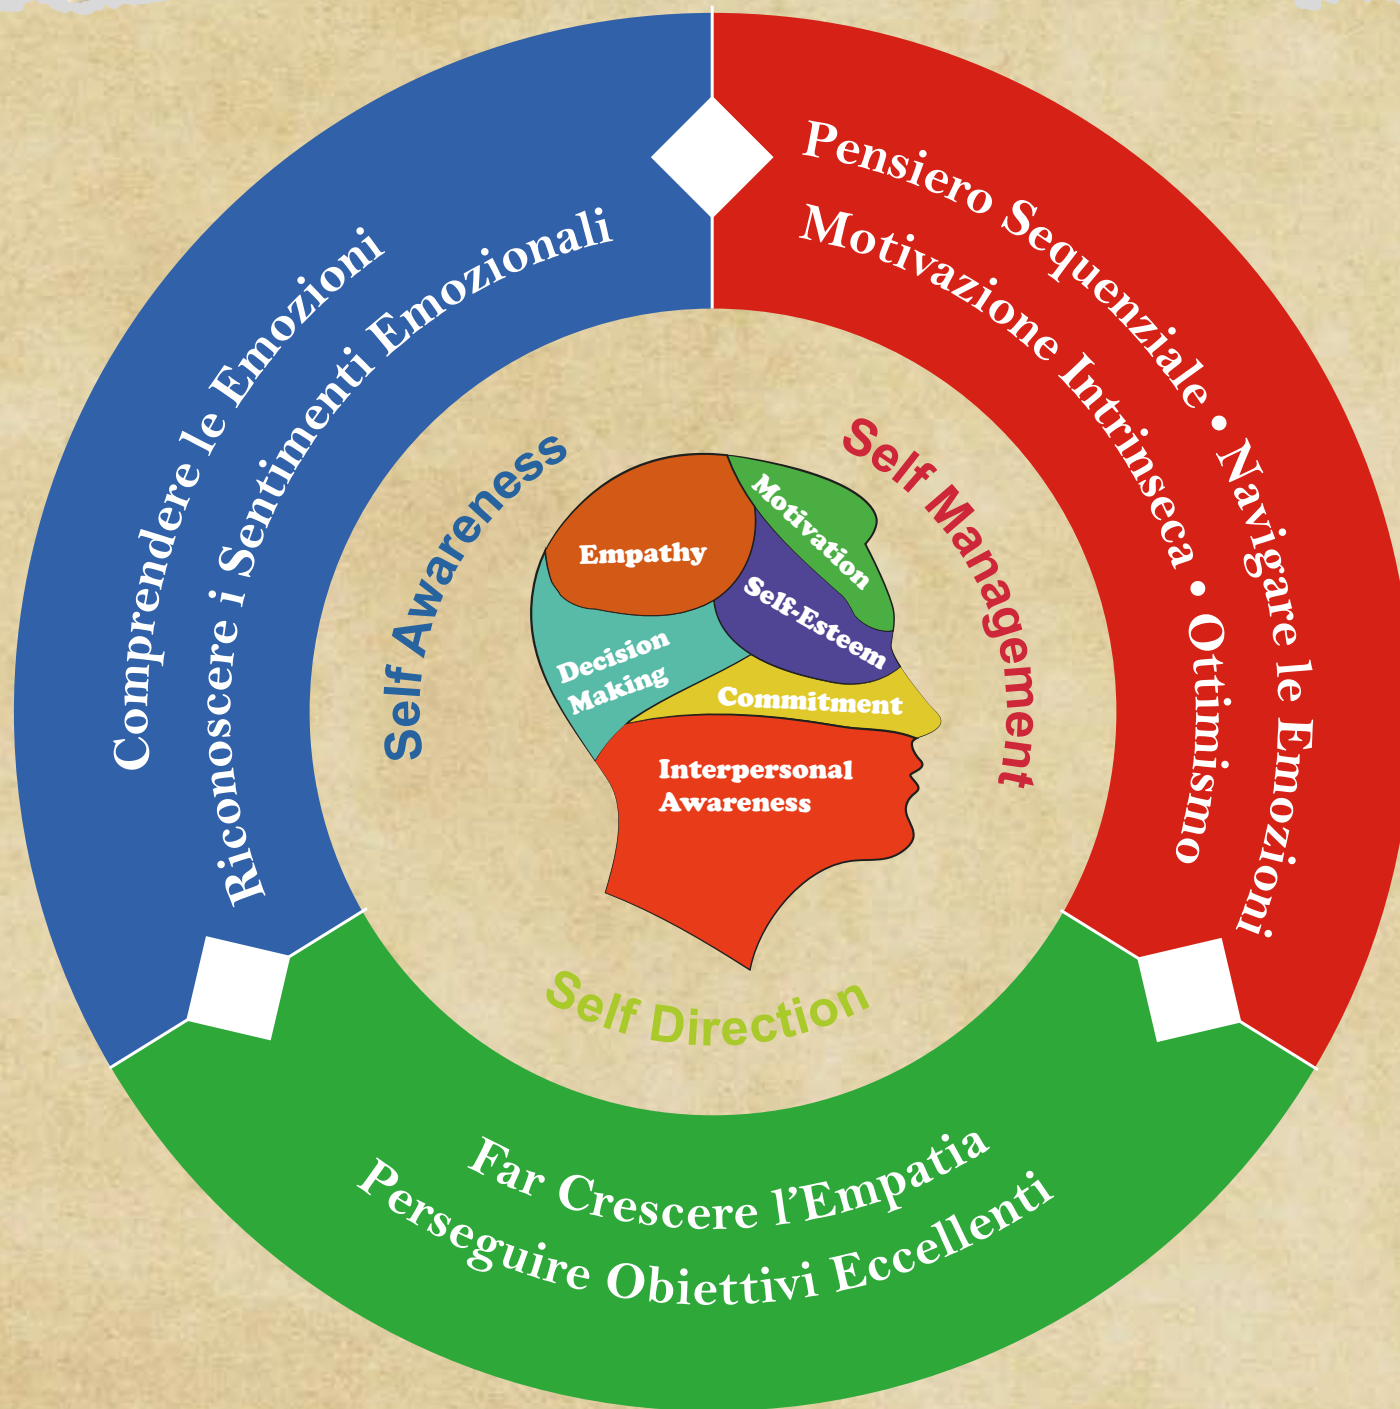 Comprendere le Emozioni
Riconoscere i Sentimenti Emozionali
Pensiero Sequenziale • Navigare le Emozioni
Motivazione Intrinseca • Ottimismo
Self Awareness
Self Management
Empathy
Motivation
Self-Esteem
Decision
Making
Commitment
Interpersonal
Awareness
Self Direction
Far Crescere l’Empatia
Perseguire Obiettivi Eccellenti